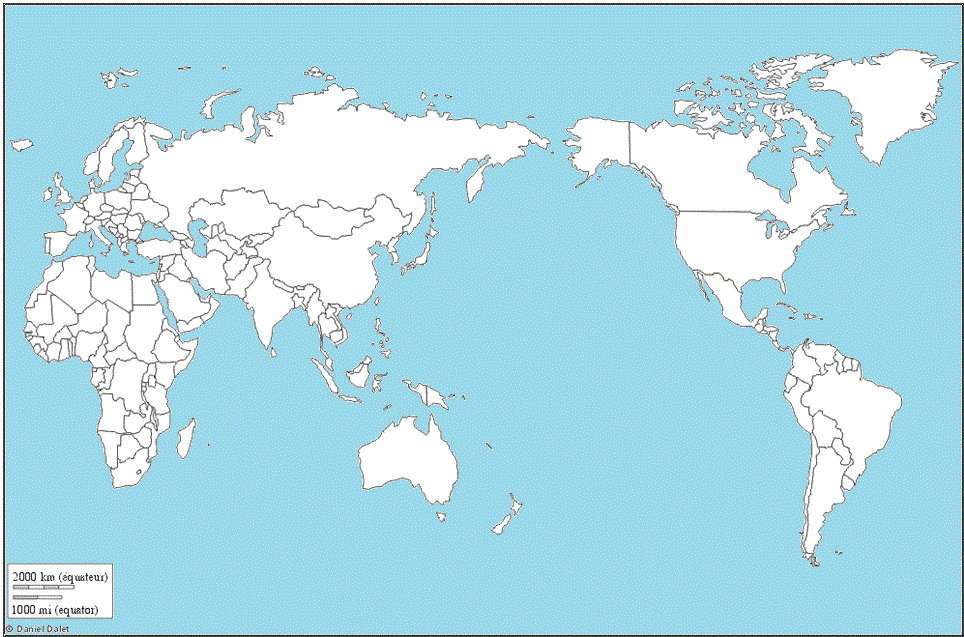 2000 km (équateur)
1000 mi (equator)
© Daniel Dalet